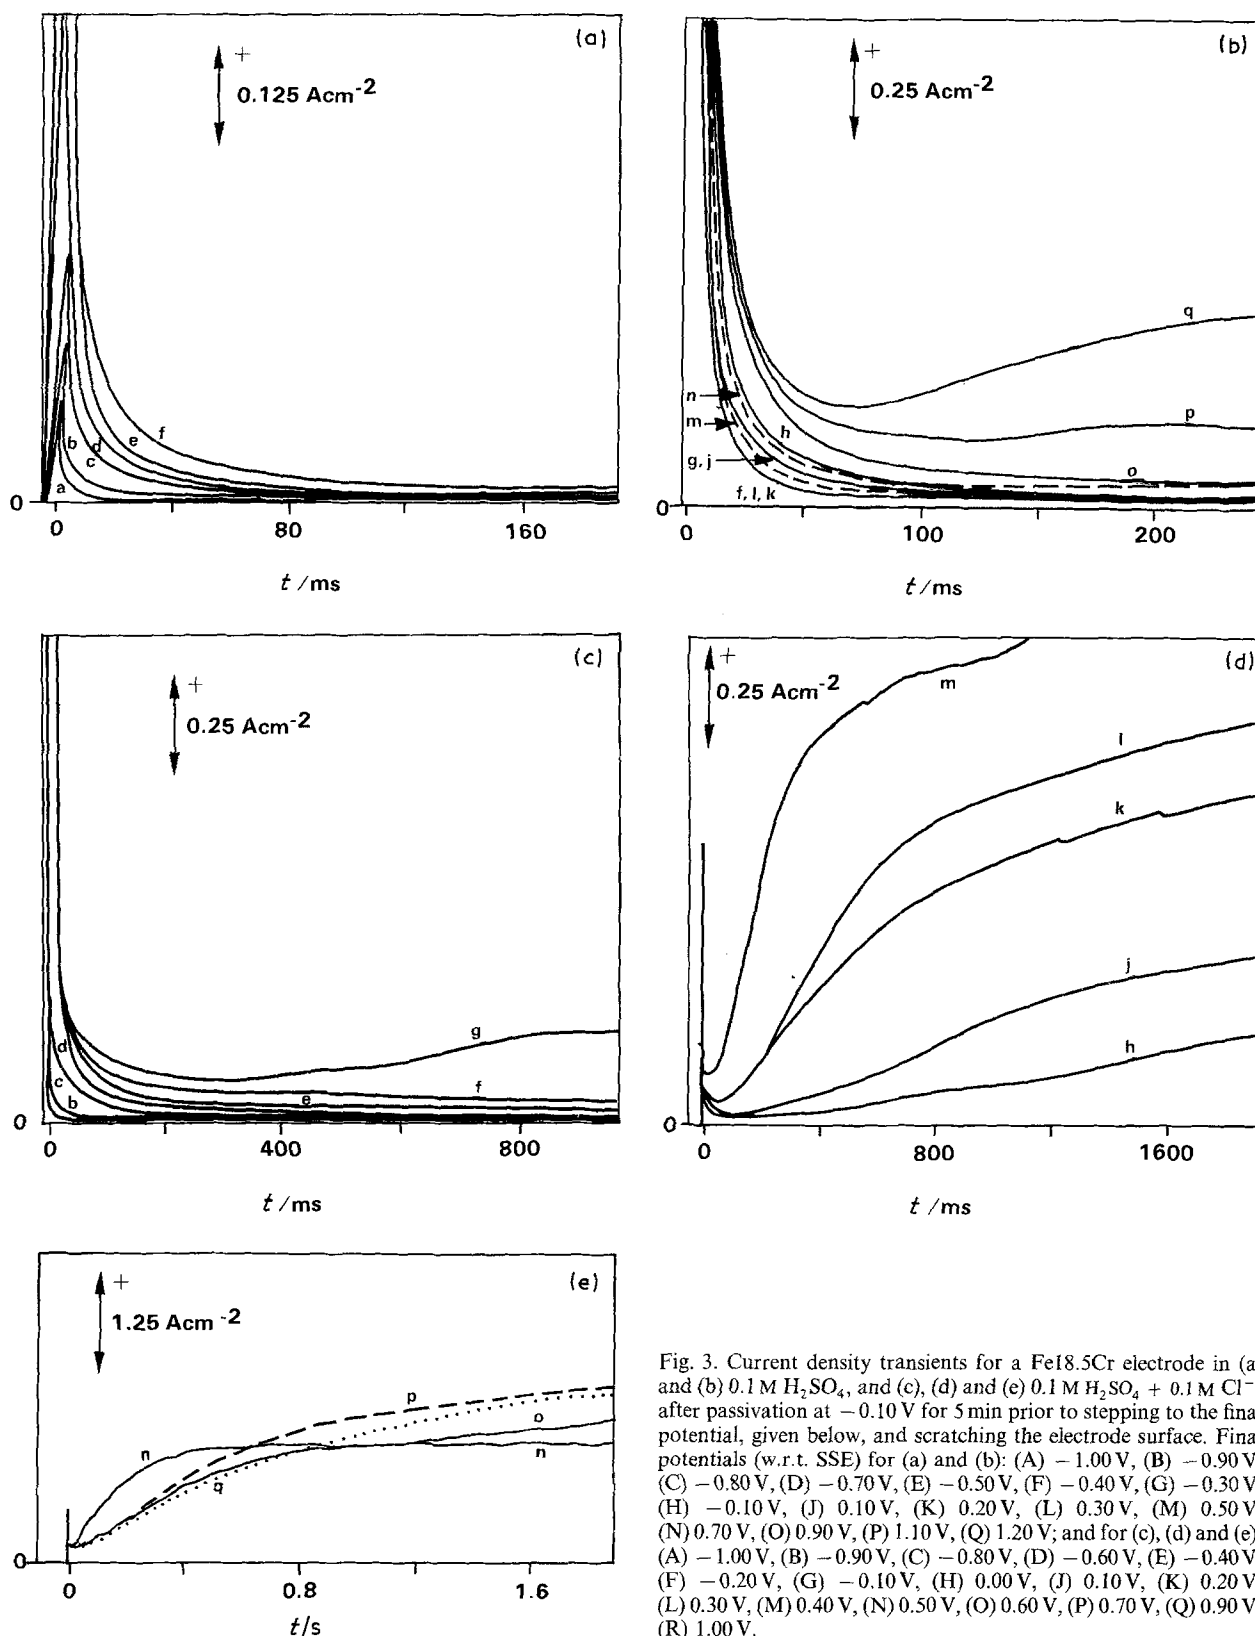 (a)
+
0.125 Acm-2
f
e
d
b
c
a
0
0 80 160
t /ms
(b)
+
0.25 Acm-2
q
p
n
m
h
g, j
o
f, l, k
0
0 100 200
t /ms
(c)
+
0.25 Acm-2
g
d
f
c
e
b
0
0 400 800
t /ms
(d)
+
0.25 Acm-2
m
l
k
j
h
0
0 800 1600
t /ms
(e)
+
1.25 Acm-2
p
o
n
n
q
0
0 0.8 1.6
t/s
Fig. 3. Current density transients for a Fe18.5Cr electrode in (a
and (b) 0.1 M H2SO4, and (c), (d) and (e) 0.1 M H2SO4 + 0.1 M Cl−
after passivation at −0.10 V for 5 min prior to stepping to the fina
potential, given below, and scratching the electrode surface. Fina
potentials (w.r.t. SSE) for (a) and (b): (A) −1.00 V, (B) −0.90 V
(C) −0.80 V, (D) −0.70 V, (E) −0.50 V, (F) −0.40 V, (G) −0.30 V
(H) −0.10 V, (J) 0.10 V, (K) 0.20 V, (L) 0.30 V, (M) 0.50 V
(N) 0.70 V, (O) 0.90 V, (P) 1.10 V, (Q) 1.20 V; and for (c), (d) and (e)
(A) −1.00 V, (B) −0.90 V, (C) −0.80 V, (D) −0.60 V, (E) −0.40 V
(F) −0.20 V, (G) −0.10 V, (H) 0.00 V, (J) 0.10 V, (K) 0.20 V
(L) 0.30 V, (M) 0.40 V, (N) 0.50 V, (O) 0.60 V, (P) 0.70 V, (Q) 0.90 V
(R) 1.00 V.